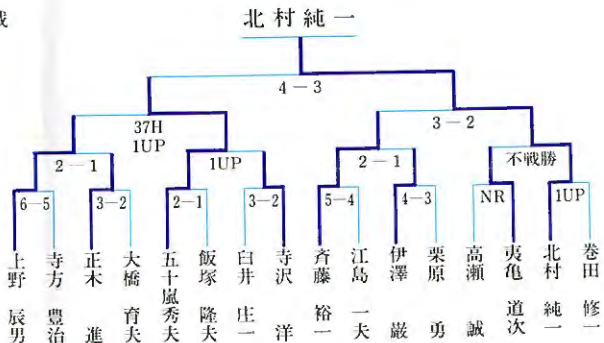 戦
北村純一
4－3
37H
1UP
3－2
2－1
1UP
2－1
不戦勝
6－5
3－2
2－1
3－2
5－4
4－3
NR
1UP
上野 辰男
寺方 豊治
正木 進
大橋 育夫
五十嵐秀夫
飯塚 隆夫
臼井 庄一
寺沢 洋
斉藤 裕一
江島 一夫
伊澤 巌
栗原 勇
高瀬 誠
夷亀 道次
北村 純一
巻田 修一